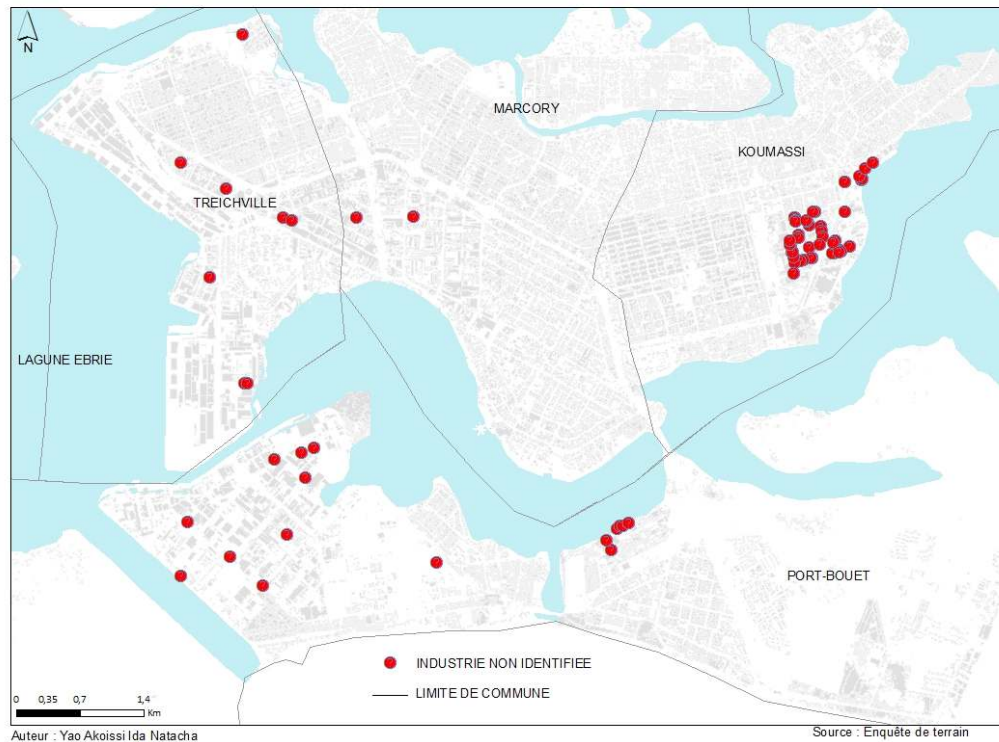 N
MARCORY
KOUMASSI
TREICHVILLE
LAGUNE EBRIE
PORT-BOUET
INDUSTRIE NON IDENTIFIEE
LIMITE DE COMMUNE
0 0,35 0,7 1,4
Km
Auteur : Yao Akoissi Ida Natacha
Source : Enquête de terrain